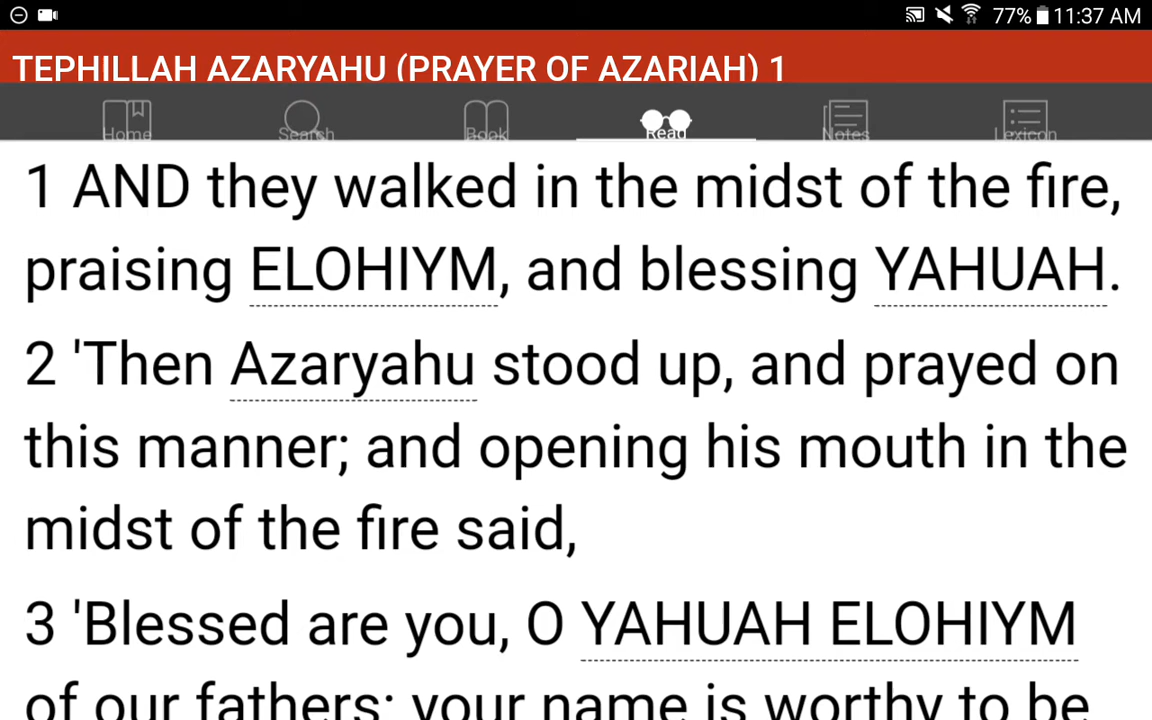 77% 11:37 AM
TEPHILLAH AZARYAHU (PRAYER OF AZARIAH) 1
Home Search Book Read Notes Lexicon
1 AND they walked in the midst of the fire,
praising ELOHIYM, and blessing YAHUAH.
2 'Then Azaryahu stood up, and prayed on
this manner; and opening his mouth in the
midst of the fire said,
3 'Blessed are you, O YAHUAH ELOHIYM
of our fathers: your name is worthy to be